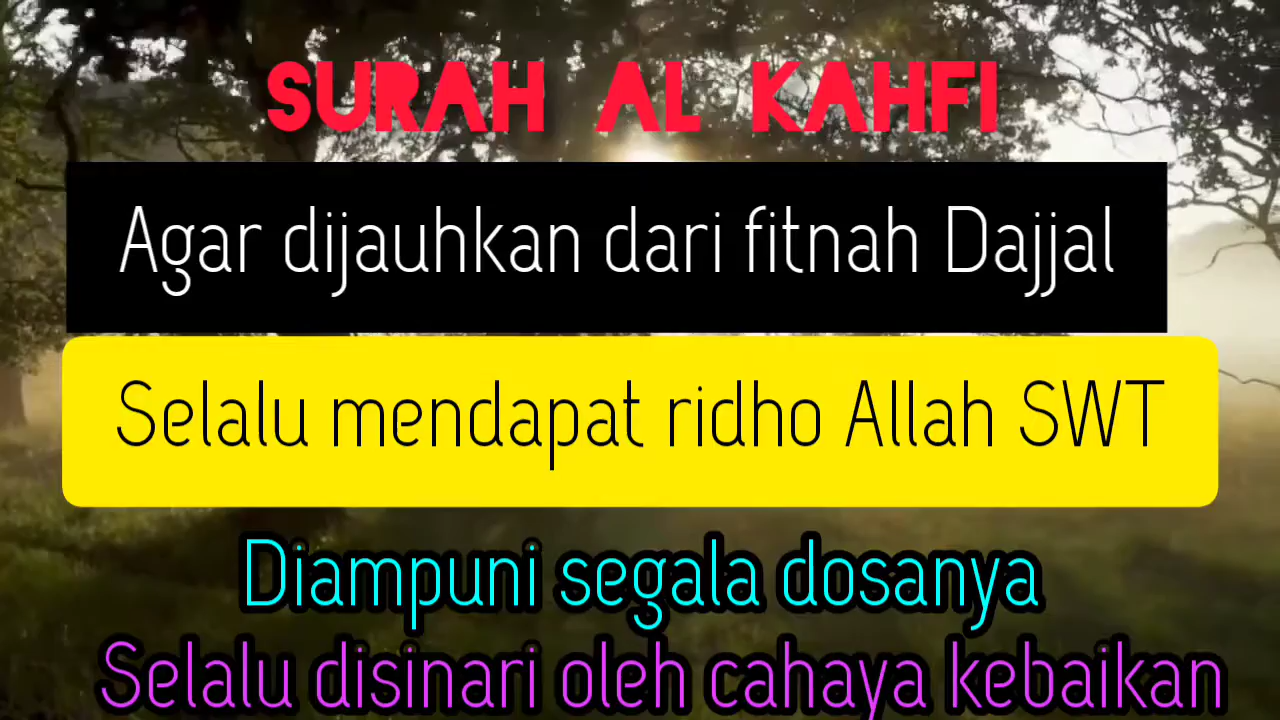 SURAH AL KAHFI
Agar dijauhkan dari fitnah Dajjal
Selalu mendapat ridho Allah SWT
Diampuni segala dosanya
Selalu disinari oleh cahaya kebaikan